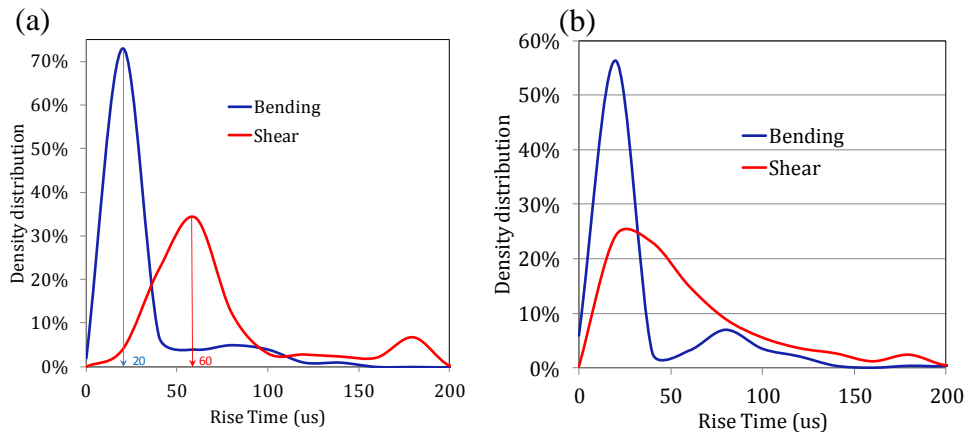 (a)
Density distribution
70%
60%
50%
40%
30%
20%
10%
0%
Bending
Shear
20
60
0
50
100
150
200
Rise Time (us)
(b)
Density distribution
60%
50%
40%
30%
20%
10%
0%
Bending
Shear
0
50
100
150
200
Rise Time (us)